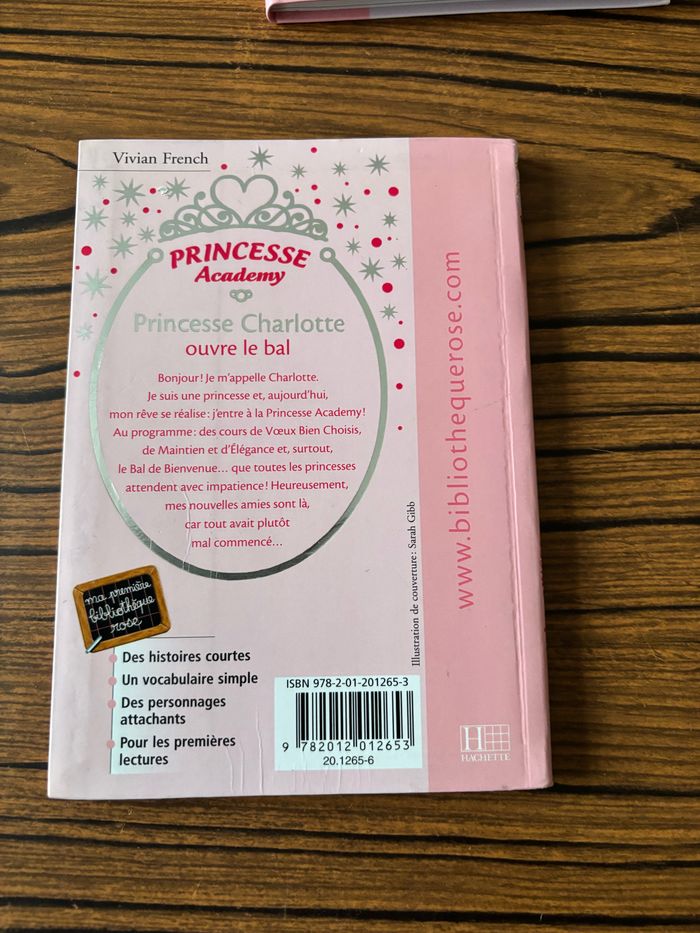 Vivian French
PRINCESSE
Academy
Princesse Charlotte
ouvre le bal
Bonjour! Je m'appelle Charlotte.
Je suis une princesse et, aujourd'hui,
mon rêve se réalise: j'entre à la Princesse Academy!
Au programme: des cours de Vœux Bien Choisis,
de Maintien et d'Élégance et, surtout,
le Bal de Bienvenue... que toutes les princesses
attendent avec impatience! Heureusement,
mes nouvelles amies sont là,
car tout avait plutôt
mal commencé...
Illustration de couverture: Sarah Gibb
www.bibliothequerose.com
ma première
bibliothèque
rose
Des histoires courtes
Un vocabulaire simple
Des personnages
attachants
Pour les premières
lectures
ISBN 978-2-01-201265-3
9 782012 012653
20.1265-6
H
HACHETTE